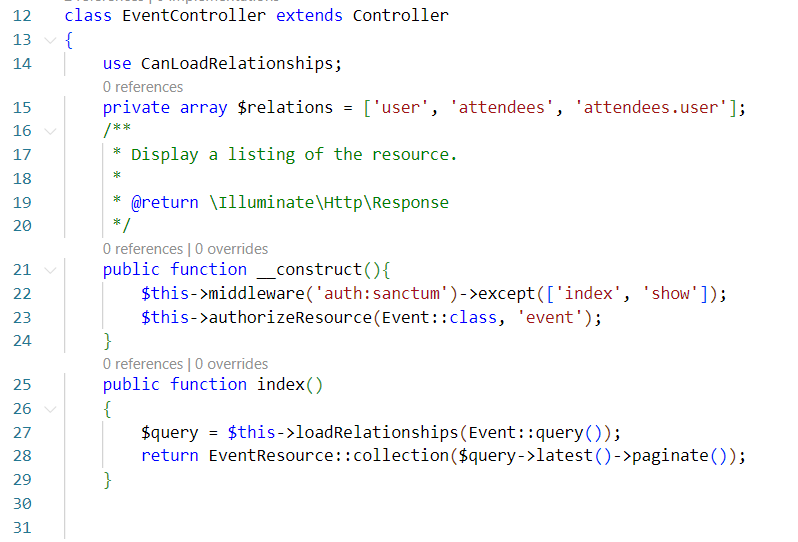 2 references | 0 implementations
12 class EventController extends Controller
13 {
14 use CanLoadRelationships;
0 references
15 private array $relations = ['user', 'attendees', 'attendees.user'];
16 /**
17 * Display a listing of the resource.
18 *
19 * @return \Illuminate\Http\Response
20 */
0 references | 0 overrides
21 public function __construct(){
22 $this->middleware('auth:sanctum')->except(['index', 'show']);
23 $this->authorizeResource(Event::class, 'event');
24 }
0 references | 0 overrides
25 public function index()
26 {
27 $query = $this->loadRelationships(Event::query());
28 return EventResource::collection($query->latest()->paginate());
29 }
30
31